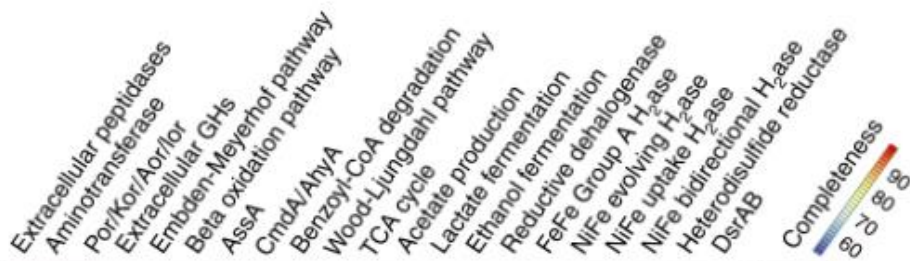 Extracellular peptidases
Aminotransferase
Por/Kor/Aor/Ior
Extracellular GHs
Embden-Meyerhof pathway
Beta oxidation pathway
AssA
CmdA/AhyA
Benzoyl-CoA degradation
Wood-Ljungdahl pathway
TCA cycle
Acetate production
Lactate fermentation
Ethanol fermentation
Reductive dehalogenase
FeFe Group A H₂ase
NiFe evolving H₂ase
NiFe uptake H₂ase
NiFe bidirectional H₂ase
Heterodisulfide reductase
DsrAB
Completeness
90
80
70
60